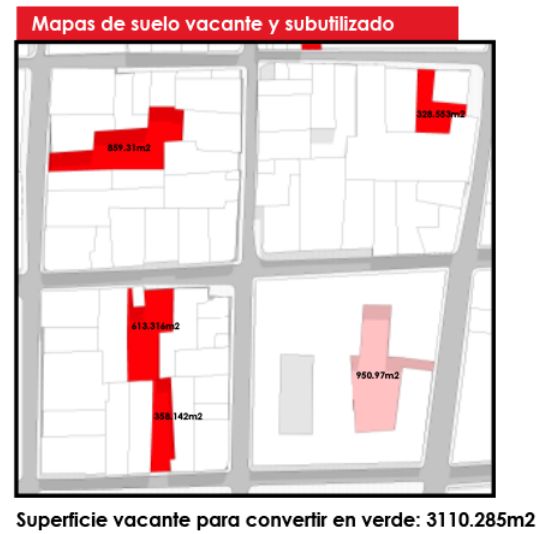 Mapas de suelo vacante y subutilizado
328.553m2
859.31m2
613.316m2
950.97m2
358.142m2
Superficie vacante para convertir en verde: 3110.285m2